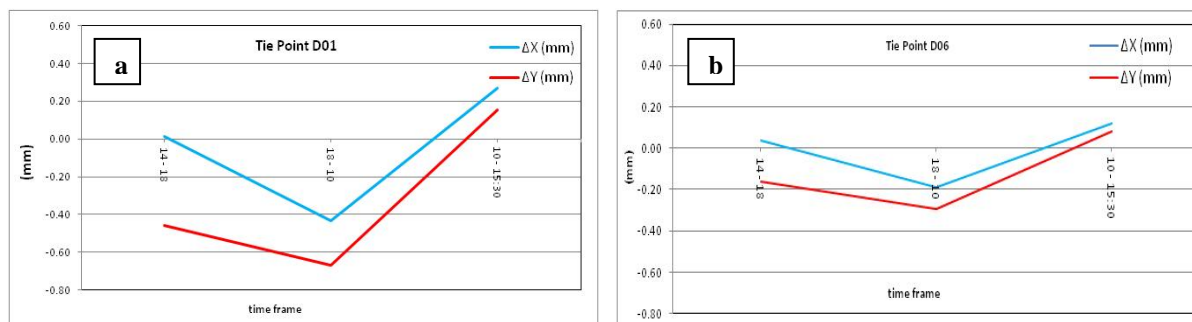 a
Tie Point D01
ΔX (mm)
ΔY (mm)
0.60
0.40
0.20
0.00
-0.20
-0.40
-0.60
-0.80
(mm)
14 - 18
18 - 10
10 - 15:30
time frame
b
Tie Point D06
ΔX (mm)
ΔY (mm)
0.60
0.40
0.20
0.00
-0.20
-0.40
-0.60
-0.80
(mm)
14 - 18
18 - 10
10 - 15:30
time frame